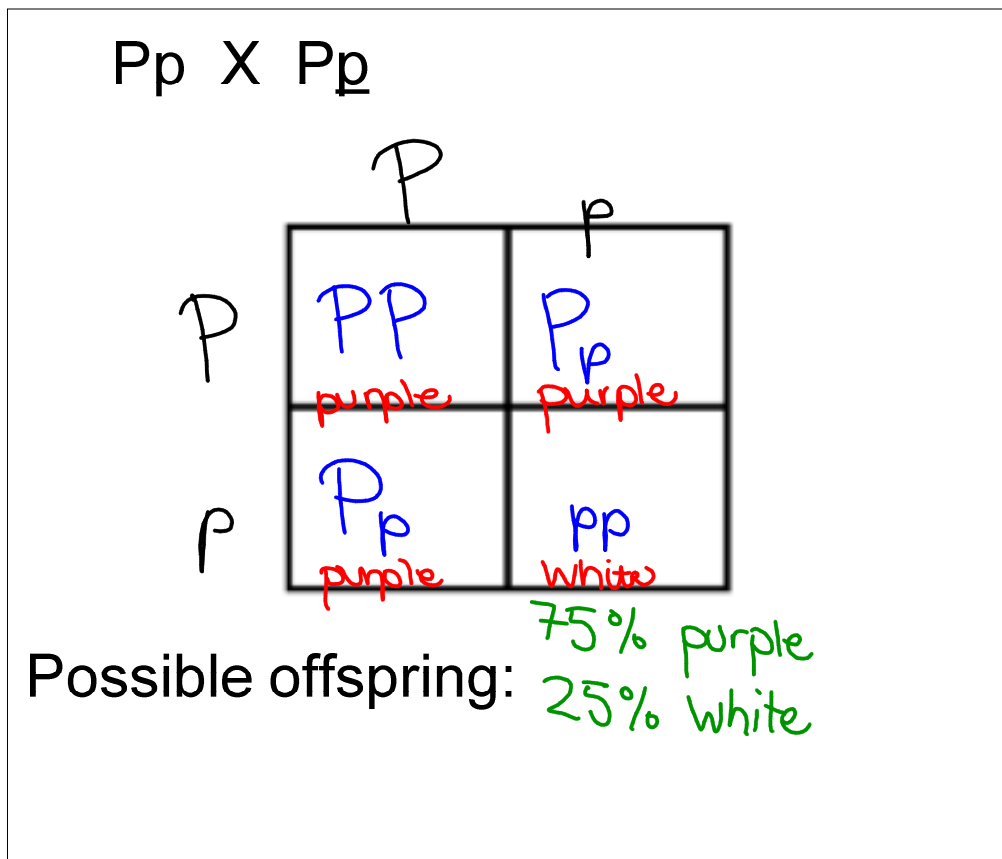 Pp X Pp
P
p
P PP Pp
purple purple
p Pp pp
purple white
75% purple
Possible offspring:
25% white